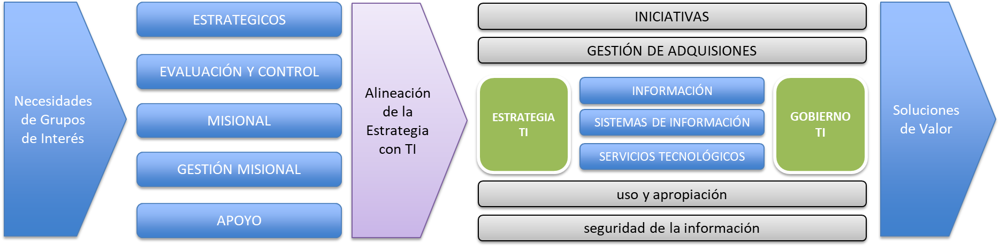 Necesidades
de Grupos
de Interés
ESTRATEGICOS
EVALUACIÓN Y CONTROL
MISIONAL
GESTIÓN MISIONAL
APOYO
Alineación
de la
Estrategia
con TI
INICIATIVAS
GESTIÓN DE ADQUISIONES
ESTRATEGIA
TI
INFORMACIÓN
SISTEMAS DE INFORMACIÓN
SERVICIOS TECNOLÓGICOS
GOBIERNO
TI
uso y apropiación
seguridad de la información
Soluciones
de Valor